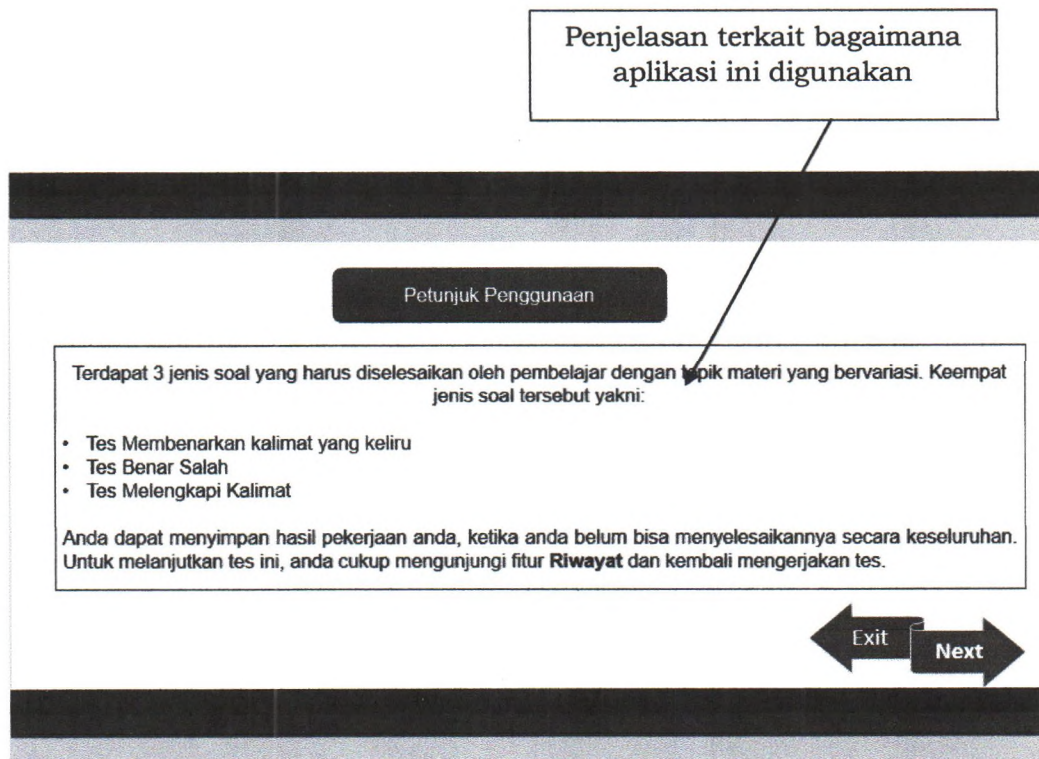 Penjelasan terkait bagaimana
aplikasi ini digunakan
Petunjuk Penggunaan
Terdapat 3 jenis soal yang harus diselesaikan oleh pembelajar dengan topik materi yang bervariasi. Keempat
jenis soal tersebut yakni:
• Tes Membenarkan kalimat yang keliru
• Tes Benar Salah
• Tes Melengkapi Kalimat
Anda dapat menyimpan hasil pekerjaan anda, ketika anda belum bisa menyelesaikannya secara keseluruhan.
Untuk melanjutkan tes ini, anda cukup mengunjungi fitur Riwayat dan kembali mengerjakan tes.
Exit
Next